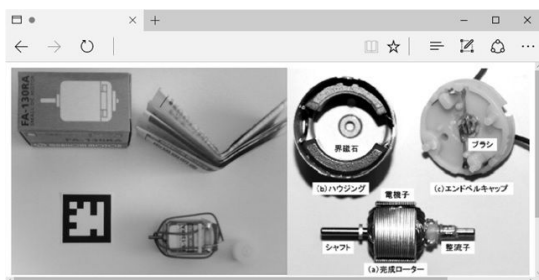 FA-130RA
FA-130RA
界磁石
ブラシ
(b)ハウジング
(c)エンドベルキャップ
電機子
シャフト
整流子
(a)完成ローター